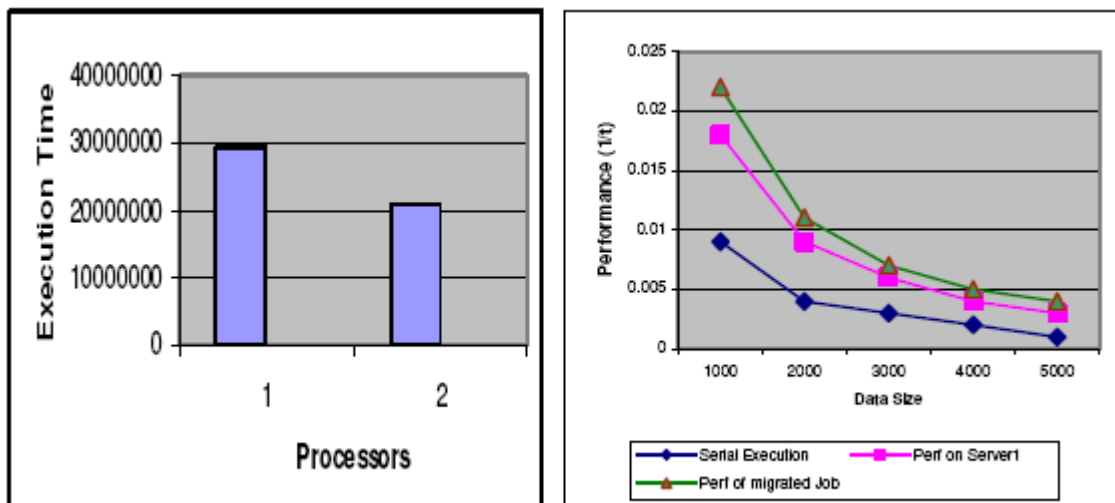 40000000
30000000
20000000
10000000
0
Execution Time
1 2
Processors
0.025
0.02
0.015
0.01
0.005
0
Performance (1/t)
1000 2000 3000 4000 5000
Data Size
Serial Execution Perf on Server1
Perf of migrated Job